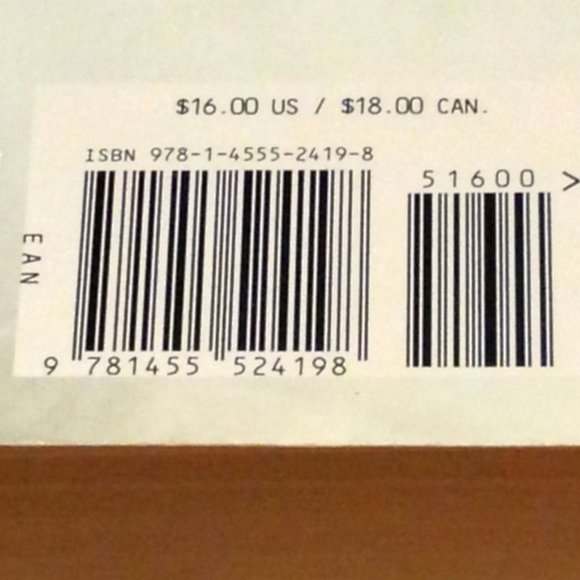 $16.00 US / $18.00 CAN.
ISBN 978-1-4555-2419-8
51600 >
EAN
9 781455 524198